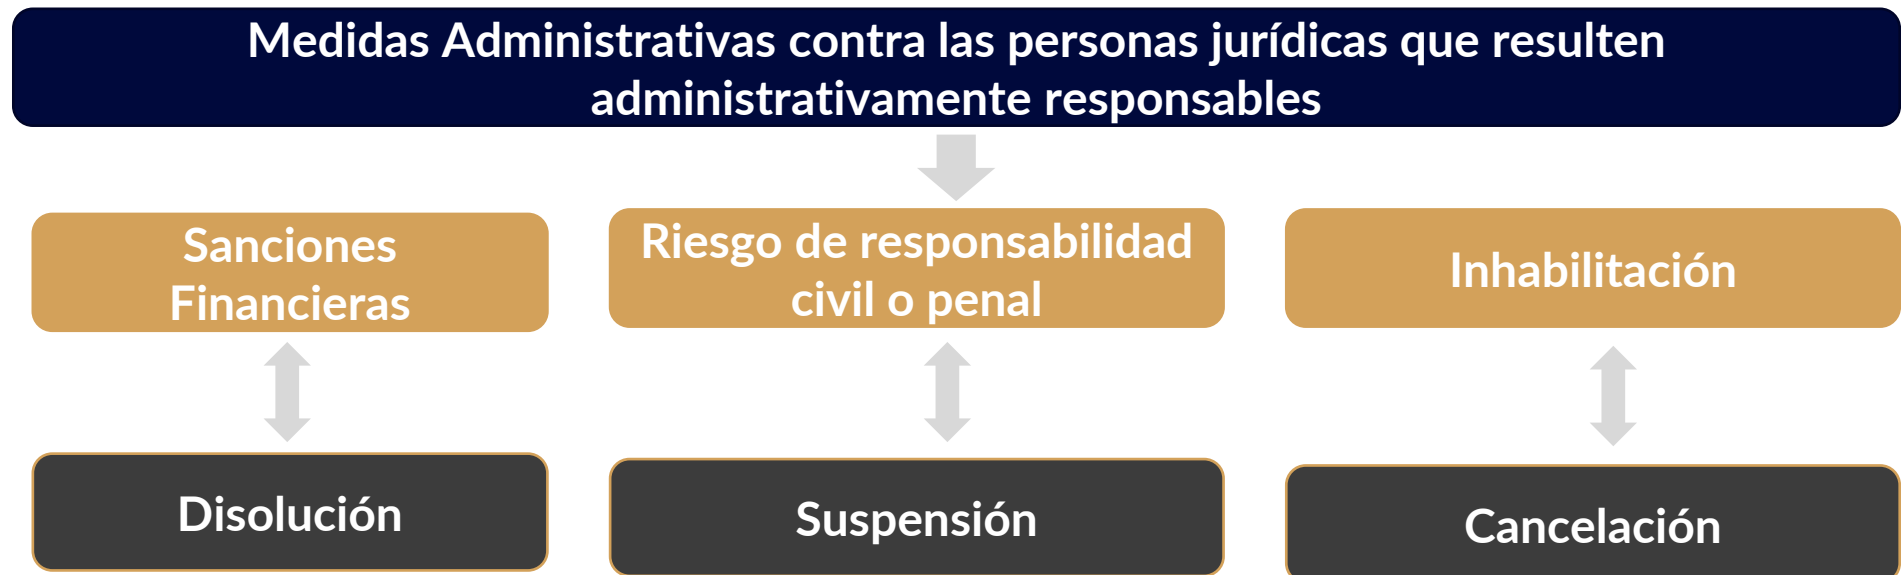 Medidas Administrativas contra las personas jurídicas que resulten
administrativamente responsables
Sanciones
Financieras
Riesgo de responsabilidad
civil o penal
Inhabilitación
Disolución
Suspensión
Cancelación